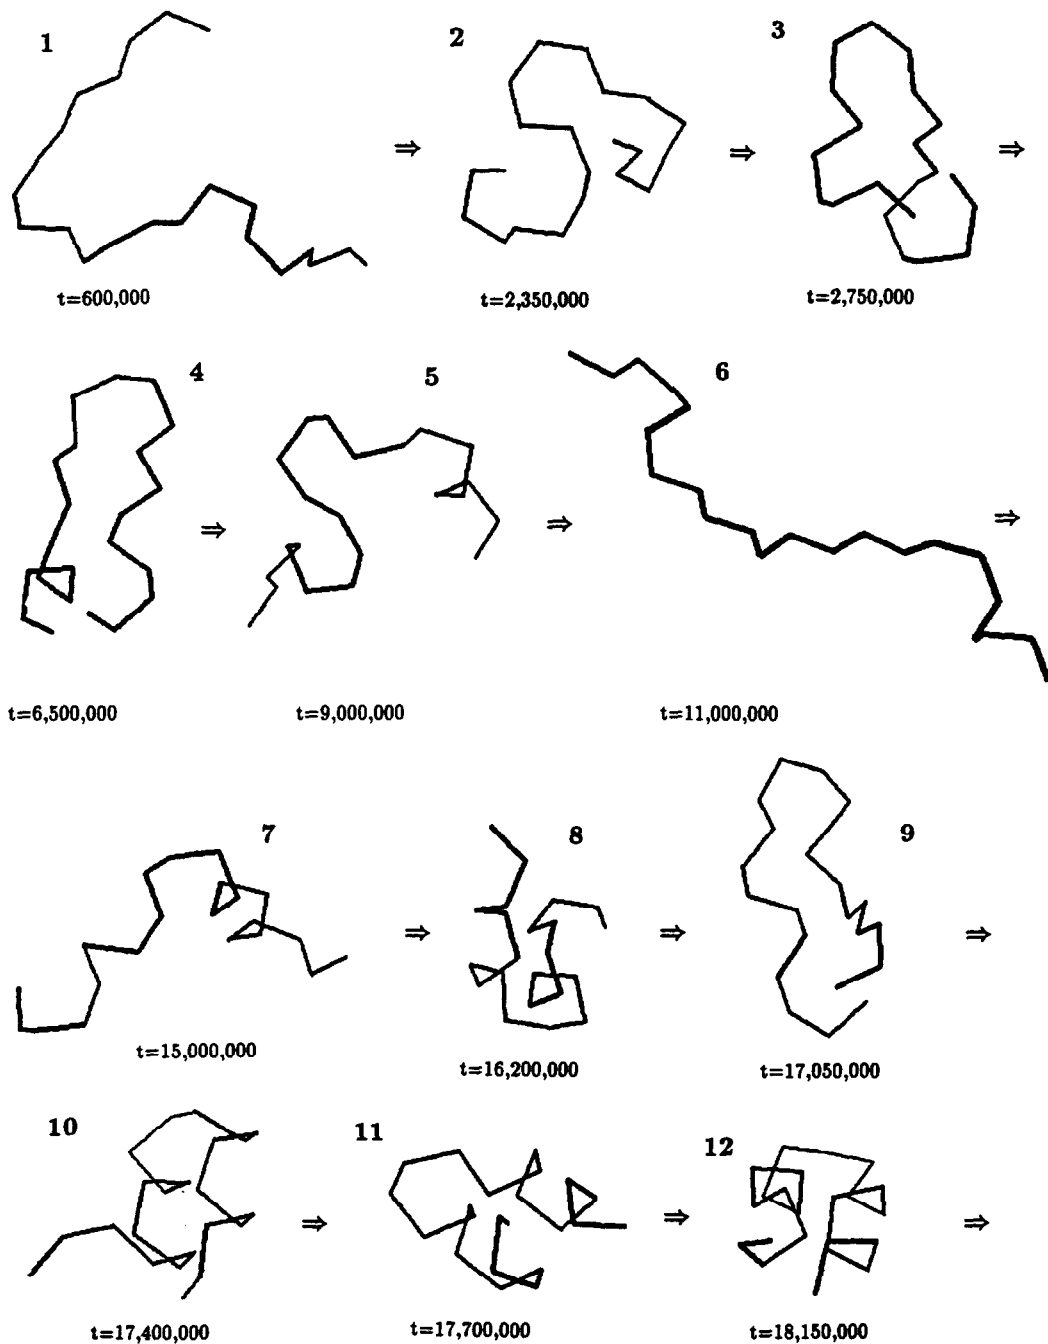 1 2 3
⇒ ⇒ ⇒
t=600,000 t=2,350,000 t=2,750,000
4 5 6
⇒ ⇒ ⇒
t=6,500,000 t=9,000,000 t=11,000,000
7 8 9
⇒ ⇒ ⇒
t=15,000,000 t=16,200,000 t=17,050,000
10 11 12
⇒ ⇒ ⇒
t=17,400,000 t=17,700,000 t=18,150,000